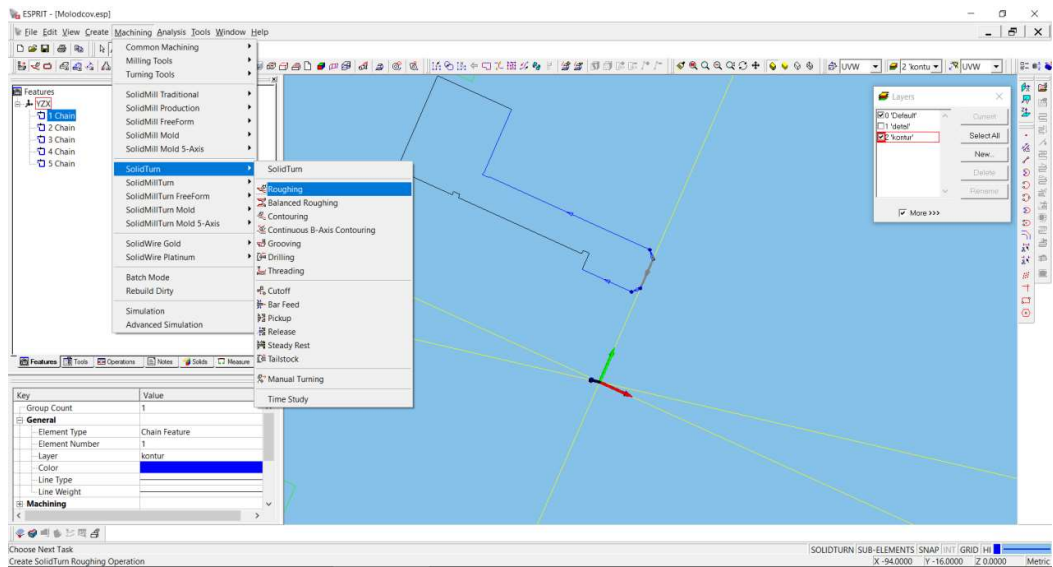 ESPRIT - [Molodcov.esp]
File Edit View Create Machining Analysis Tools Window Help
UVW 2 'kontu UVW
Common Machining
Milling Tools
Turning Tools
SolidMill Traditional
SolidMill Production
SolidMill FreeForm
SolidMill Mold
SolidMill Mold 5-Axis
SolidTurn
SolidMillTurn
SolidMillTurn FreeForm
SolidMillTurn Mold
SolidMillTurn Mold 5-Axis
SolidWire Gold
SolidWire Platinum
Batch Mode
Rebuild Dirty
Simulation
Advanced Simulation
SolidTurn
Roughing
Balanced Roughing
Contouring
Continuous B-Axis Contouring
Grooving
Drilling
Threading
Cutoff
Bar Feed
Pickup
Release
Steady Rest
Tailstock
Manual Turning
Time Study
Features
YZX
1 Chain
2 Chain
3 Chain
4 Chain
5 Chain
Layers
0 'Default'
1 'detal'
2 'kontur'
Current
Select All
New...
Delete
Rename
More >>>
Features Tools Operations Notes Solids Measure
Key Value
Group Count 1
General
Element Type Chain Feature
Element Number 1
Layer kontur
Color
Line Type
Line Weight
Machining
Choose Next Task
SOLIDTURN SUB-ELEMENTS SNAP INT GRID HI
Create SolidTurn Roughing Operation
X -94.0000 Y -16.0000 Z 0.0000 Metric